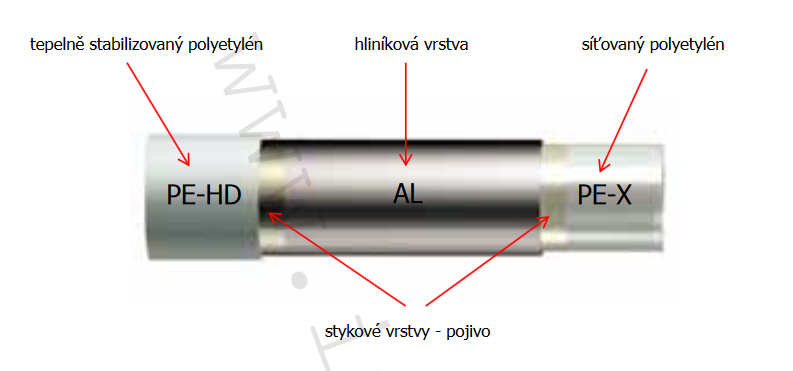 tepelně stabilizovaný polyetylén
hliníková vrstva
síťovaný polyetylén
PE-HD
AL
PE-X
stykové vrstvy - pojivo